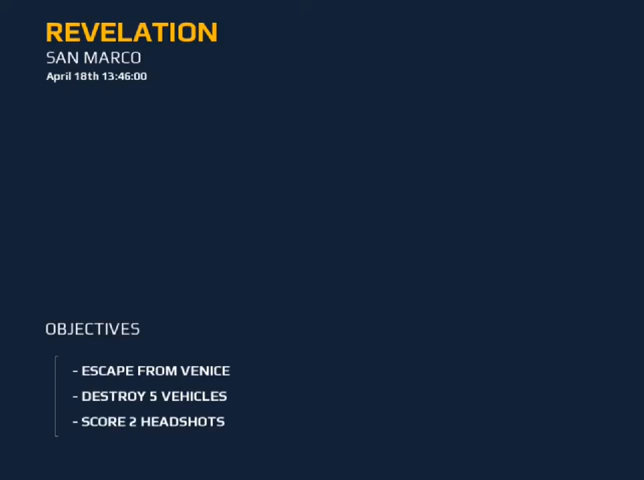 REVELATION
SAN MARCO
April 18th 13:46:00
OBJECTIVES
- ESCAPE FROM VENICE
- DESTROY 5 VEHICLES
- SCORE 2 HEADSHOTS